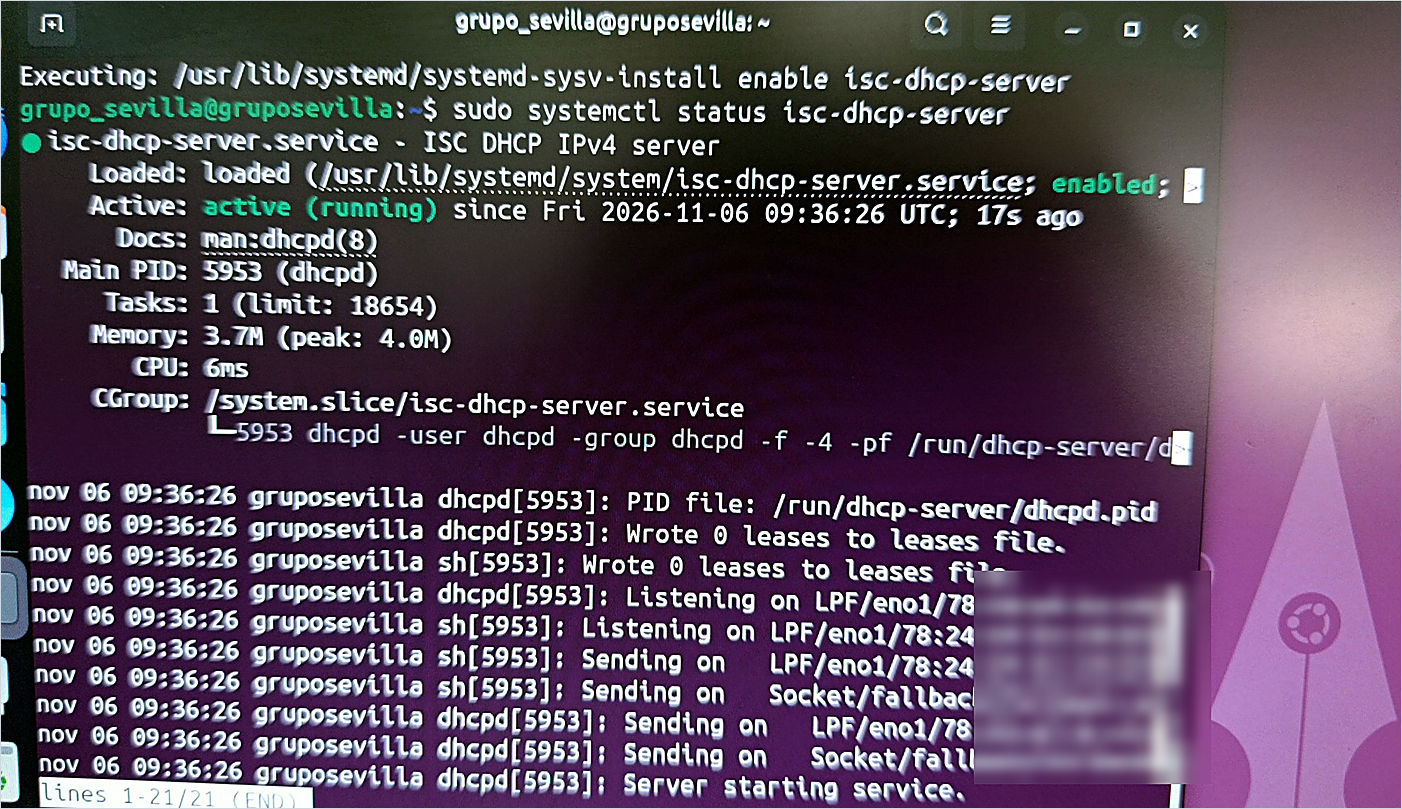 grupo_sevilla@gruposevilla: ~
Executing: /usr/lib/systemd/systemd-sysv-install enable isc-dhcp-server
grupo_sevilla@gruposevilla:~$ sudo systemctl status isc-dhcp-server
● isc-dhcp-server.service - ISC DHCP IPv4 server
Loaded: loaded (/usr/lib/systemd/system/isc-dhcp-server.service; enabled; >
Active: active (running) since Fri 2026-11-06 09:36:26 UTC; 17s ago
Docs: man:dhcpd(8)
Main PID: 5953 (dhcpd)
Tasks: 1 (limit: 18654)
Memory: 3.7M (peak: 4.0M)
CPU: 6ms
CGroup: /system.slice/isc-dhcp-server.service
└─5953 dhcpd -user dhcpd -group dhcpd -f -4 -pf /run/dhcp-server/d>
nov 06 09:36:26 gruposevilla dhcpd[5953]: PID file: /run/dhcp-server/dhcpd.pid
nov 06 09:36:26 gruposevilla dhcpd[5953]: Wrote 0 leases to leases file.
nov 06 09:36:26 gruposevilla sh[5953]: Wrote 0 leases to leases file.
nov 06 09:36:26 gruposevilla dhcpd[5953]: Listening on LPF/eno1/78
nov 06 09:36:26 gruposevilla sh[5953]: Listening on LPF/eno1/78:24
nov 06 09:36:26 gruposevilla sh[5953]: Sending on LPF/eno1/78:24
nov 06 09:36:26 gruposevilla sh[5953]: Sending on Socket/fallbac
nov 06 09:36:26 gruposevilla dhcpd[5953]: Sending on LPF/eno1/78
nov 06 09:36:26 gruposevilla dhcpd[5953]: Sending on Socket/fall
nov 06 09:36:26 gruposevilla dhcpd[5953]: Server starting service.
lines 1-21/21 (END)